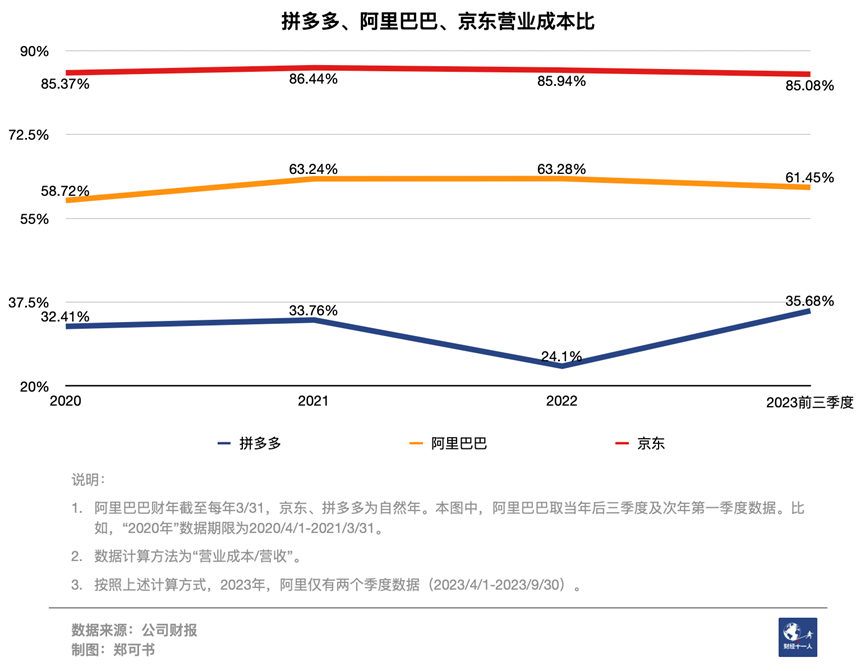 拼多多、阿里巴巴、京东营业成本比
90%
85.37%
86.44%
85.94%
85.08%
72.5%
58.72%
63.24%
63.28%
61.45%
55%
37.5%
32.41%
33.76%
24.1%
35.68%
20%
2020
2021
2022
2023前三季度
拼多多
阿里巴巴
京东
说明：
1. 阿里巴巴财年截至每年3/31，京东、拼多多为自然年。本图中，阿里巴巴取当年后三季度及次年第一季度数据。比
如，“2020年”数据期限为2020/4/1-2021/3/31。
2. 数据计算方法为“营业成本/营收”。
3. 按照上述计算方式，2023年，阿里仅有两个季度数据（2023/4/1-2023/9/30）。
数据来源：公司财报
制图：郑可书
财经十一人